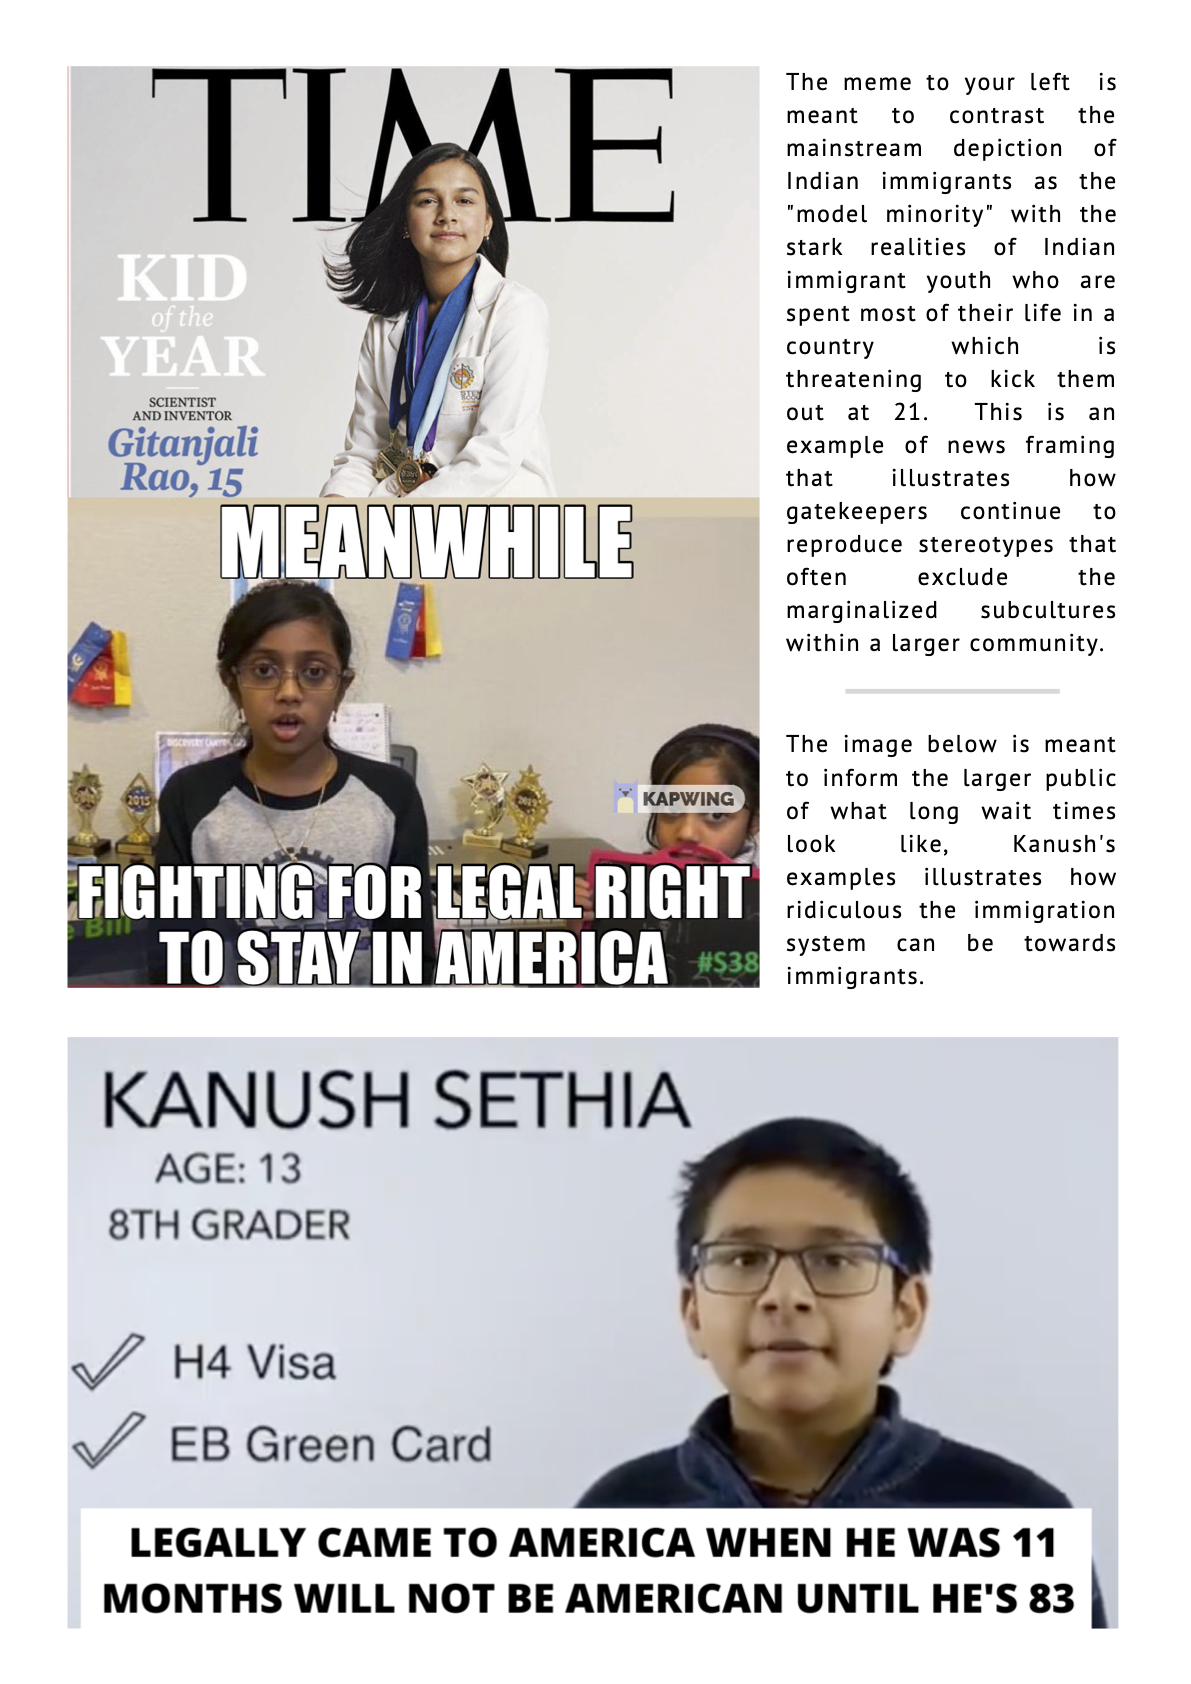 TIME
KID
of the
YEAR
SCIENTIST
AND INVENTOR
Gitanjali
Rao, 15
MEANWHILE
2015
KAPWING
FIGHTING FOR LEGAL RIGHT
TO STAY IN AMERICA
#S38
The meme to your left is
meant to contrast the
mainstream depiction of
Indian immigrants as the
"model minority" with the
stark realities of Indian
immigrant youth who are
spent most of their life in a
country which is
threatening to kick them
out at 21. This is an
example of news framing
that illustrates how
gatekeepers continue to
reproduce stereotypes that
often exclude the
marginalized subcultures
within a larger community.
The image below is meant
to inform the larger public
of what long wait times
look like, Kanush's
examples illustrates how
ridiculous the immigration
system can be towards
immigrants.
KANUSH SETHIA
AGE: 13
8TH GRADER
H4 Visa
EB Green Card
LEGALLY CAME TO AMERICA WHEN HE WAS 11
MONTHS WILL NOT BE AMERICAN UNTIL HE'S 83